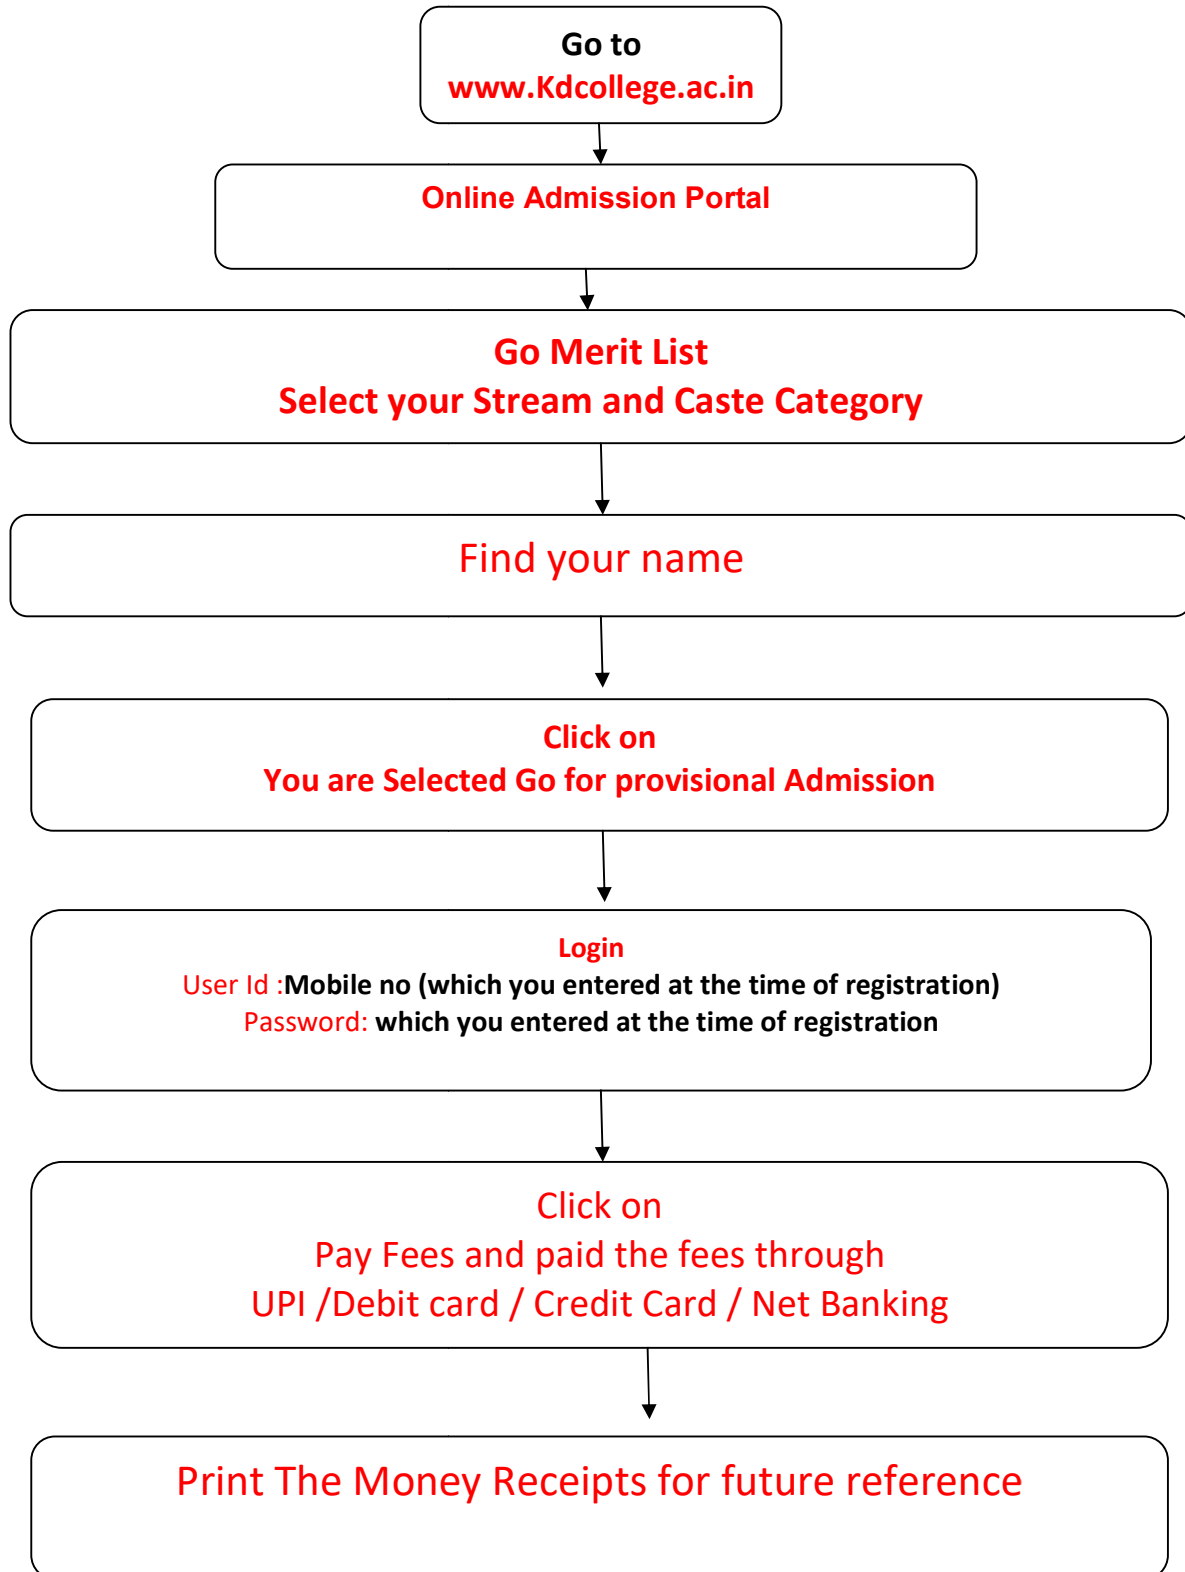 Go to
www.Kdcollege.ac.in
Online Admission Portal
Go Merit List
Select your Stream and Caste Category
Find your name
Click on
You are Selected Go for provisional Admission
Login
User Id :Mobile no (which you entered at the time of registration)
Password: which you entered at the time of registration
Click on
Pay Fees and paid the fees through
UPI /Debit card / Credit Card / Net Banking
Print The Money Receipts for future reference